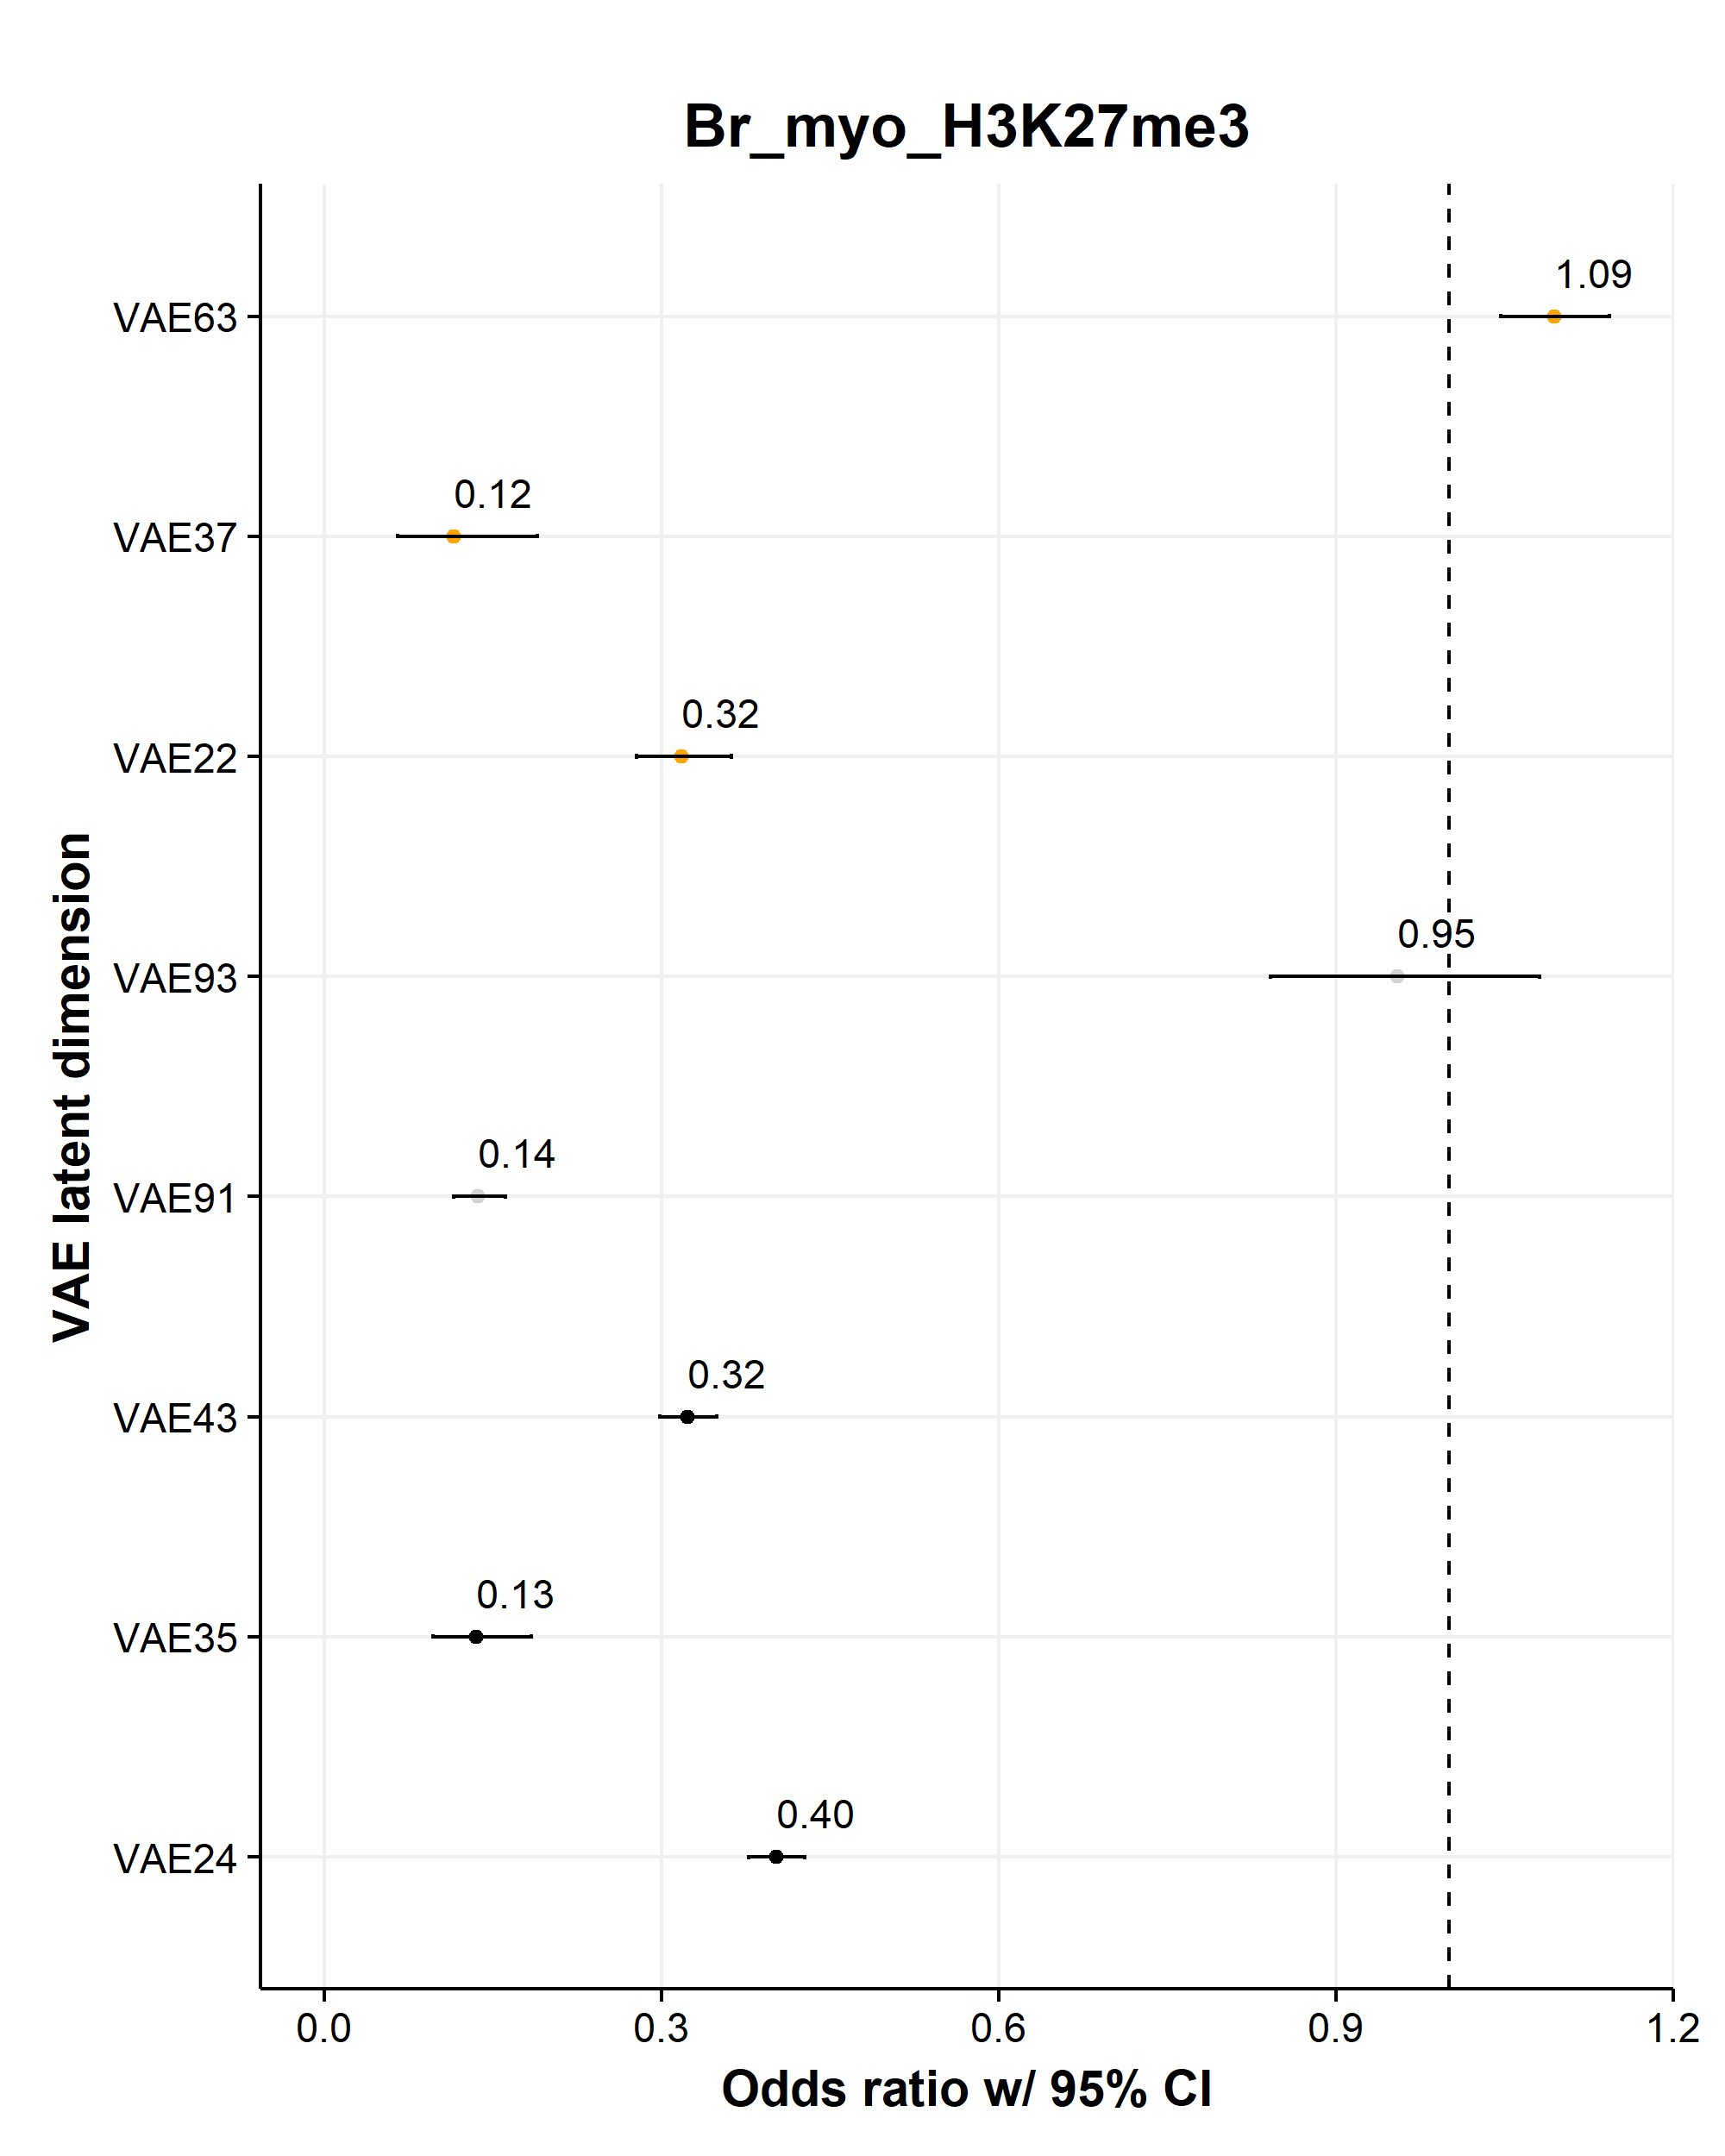 Br_myo_H3K27me3
VAE latent dimension
VAE63
1.09
VAE37
0.12
VAE22
0.32
VAE93
0.95
VAE91
0.14
VAE43
0.32
VAE35
0.13
VAE24
0.40
0.0 0.3 0.6 0.9 1.2
Odds ratio w/ 95% CI